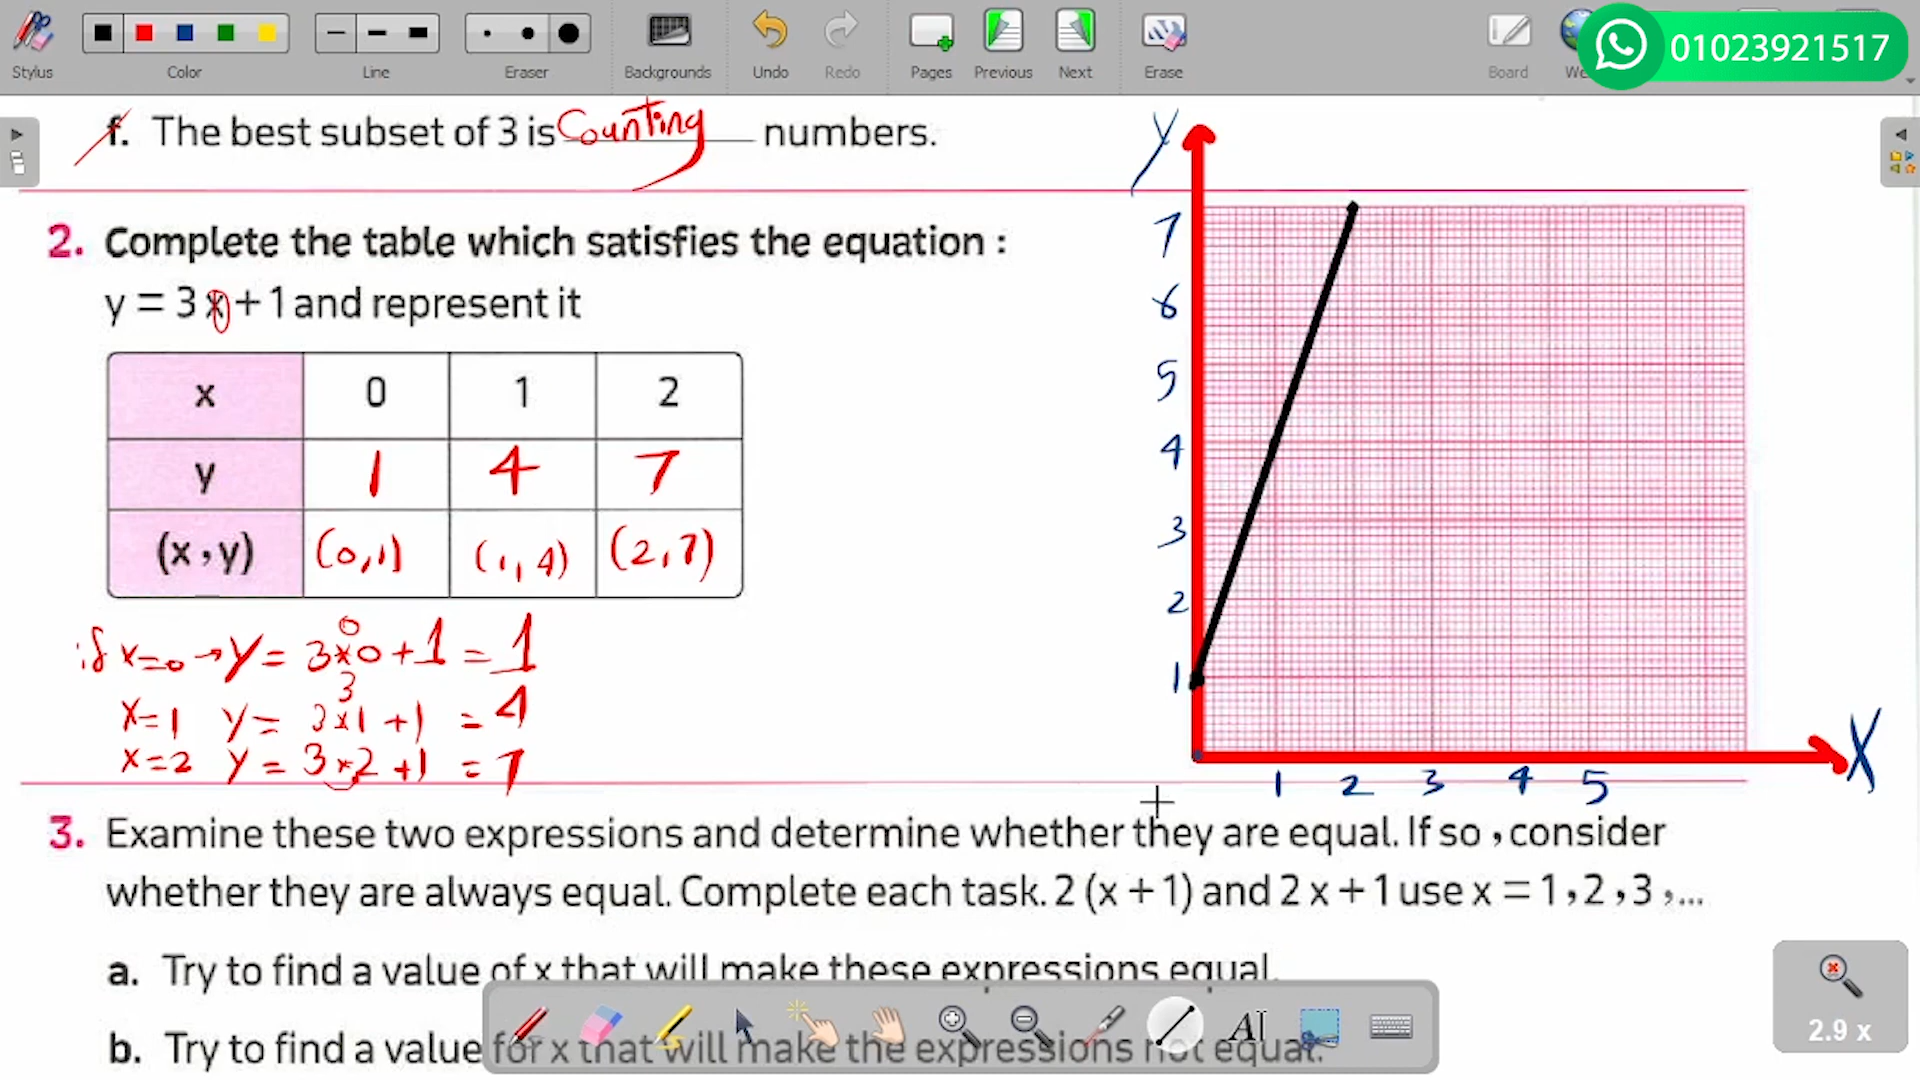 Stylus Color Line Eraser Backgrounds Undo Redo Pages Previous Next Erase Board
01023921517
f. The best subset of 3 is Counting numbers.
2. Complete the table which satisfies the equation :
y = 3 x + 1 and represent it
x 0 1 2
y 1 4 7
(x , y) (0,1) (1,4) (2,7)
if x=0 → y = 3×0 + 1 = 1
0
3
x=1 y = 3×1 + 1 = 4
x=2 y = 3×2 + 1 = 7
Y
7
6
5
4
3
2
1
1 2 3 4 5
X
3. Examine these two expressions and determine whether they are equal. If so , consider
whether they are always equal. Complete each task. 2 (x + 1) and 2 x + 1 use x = 1 , 2 , 3 , ...
a. Try to find a value of x that will make these expressions equal.
b. Try to find a value for x that will make the expressions not equal.
AI
2.9 x